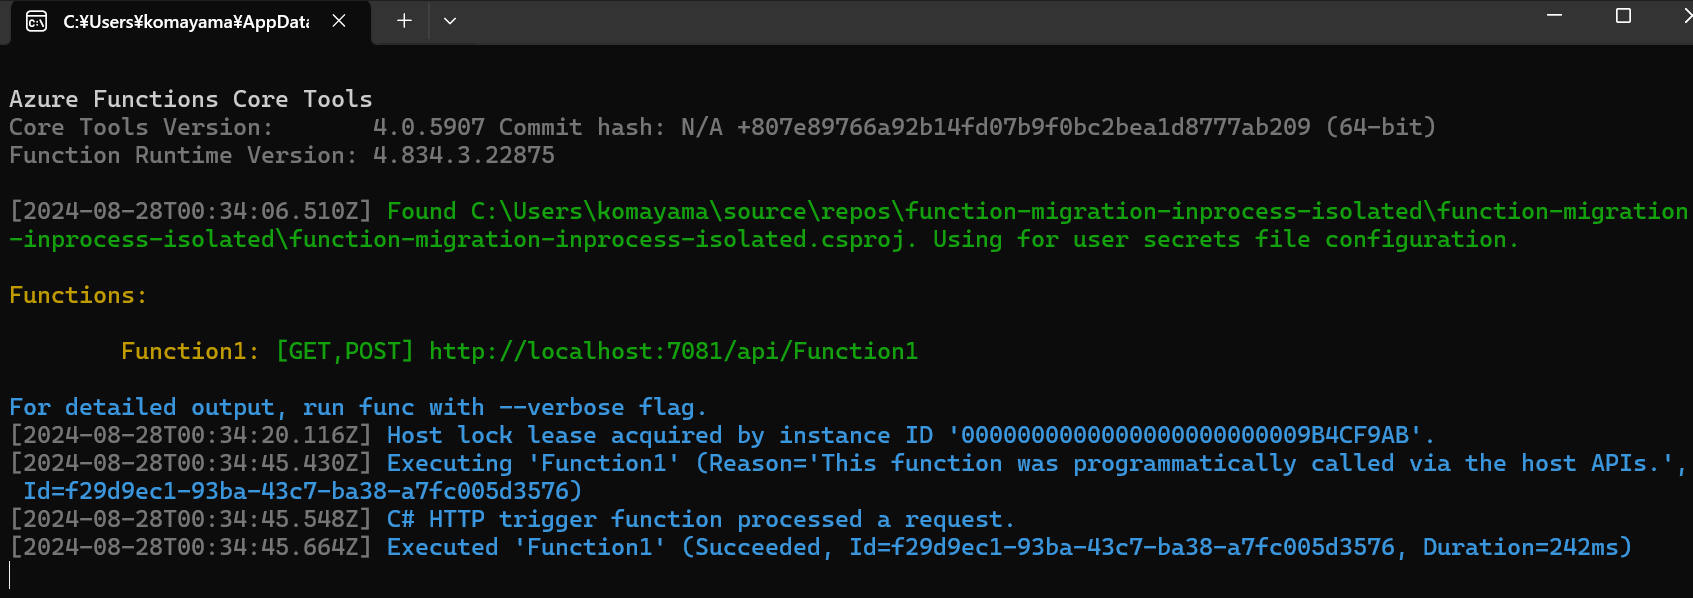 C:¥Users¥komayama¥AppData
Azure Functions Core Tools
Core Tools Version:       4.0.5907 Commit hash: N/A +807e89766a92b14fd07b9f0bc2bea1d8777ab209 (64-bit)
Function Runtime Version: 4.834.3.22875
[2024-08-28T00:34:06.510Z] Found C:\Users\komayama\source\repos\function-migration-inprocess-isolated\function-migration
-inprocess-isolated\function-migration-inprocess-isolated.csproj. Using for user secrets file configuration.
Functions:
Function1: [GET,POST] http://localhost:7081/api/Function1
For detailed output, run func with --verbose flag.
[2024-08-28T00:34:20.116Z] Host lock lease acquired by instance ID '0000000000000000000000009B4CF9AB'.
[2024-08-28T00:34:45.430Z] Executing 'Function1' (Reason='This function was programmatically called via the host APIs.',
Id=f29d9ec1-93ba-43c7-ba38-a7fc005d3576)
[2024-08-28T00:34:45.548Z] C# HTTP trigger function processed a request.
[2024-08-28T00:34:45.664Z] Executed 'Function1' (Succeeded, Id=f29d9ec1-93ba-43c7-ba38-a7fc005d3576, Duration=242ms)